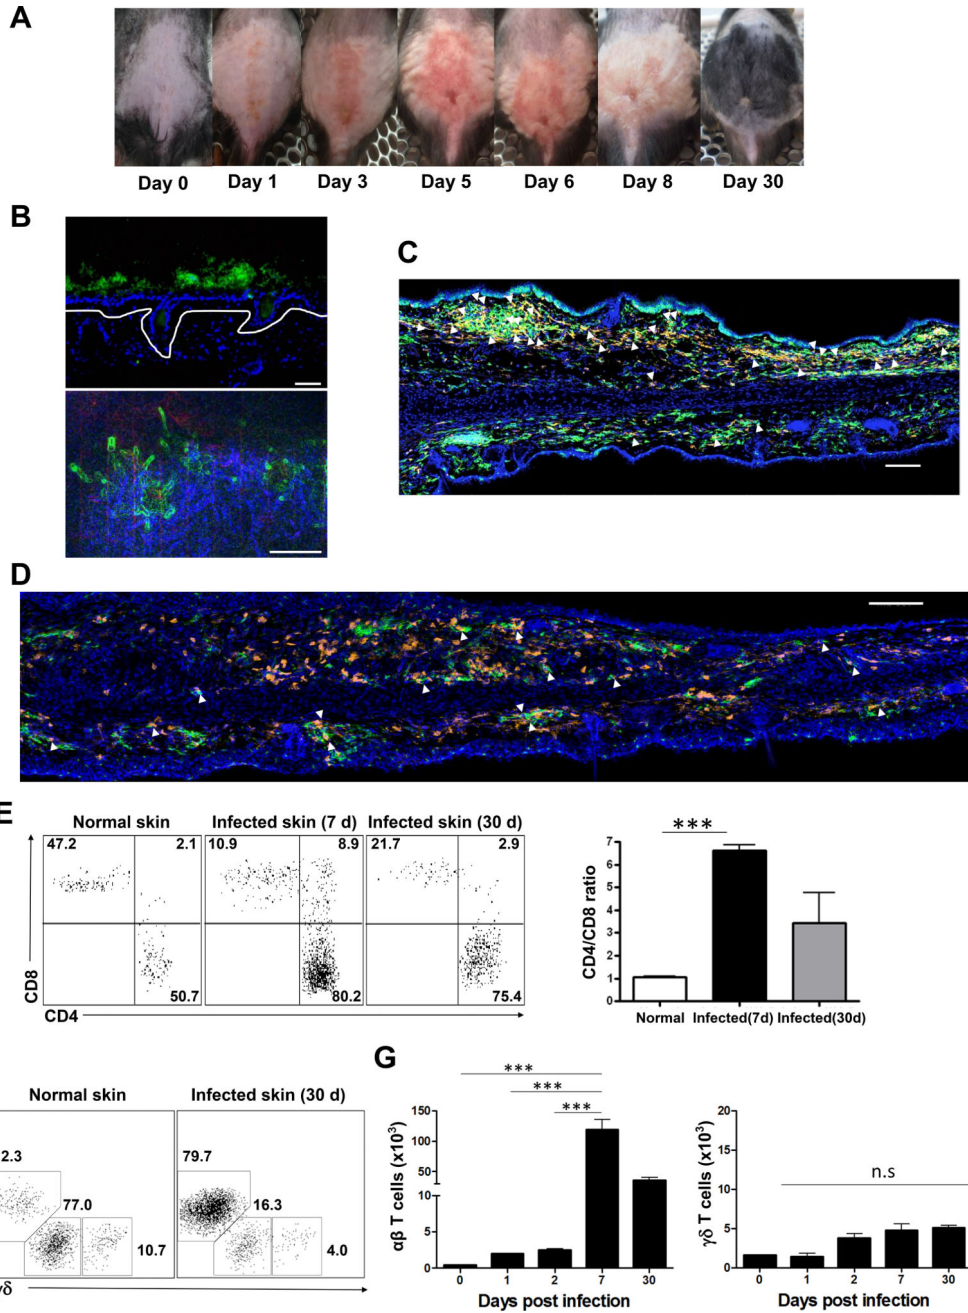 A
Day 0 Day 1 Day 3 Day 5 Day 6 Day 8 Day 30
B
C
D
E
Normal skin Infected skin (7 d) Infected skin (30 d)
47.2 2.1 10.9 8.9 21.7 2.9
50.7 80.2 75.4
CD8
CD4
***
CD4/CD8 ratio
7
6
5
4
3
2
1
0
Normal Infected(7d) Infected(30d)
Normal skin Infected skin (30 d)
2.3 79.7
77.0 16.3
10.7 4.0
γδ
G
***
***
***
αβ T cells (x10³)
150
100
50
10
5
0
0 1 2 7 30
Days post infection
n.s
γδ T cells (x10³)
20
15
10
5
0
0 1 2 7 30
Days post infection